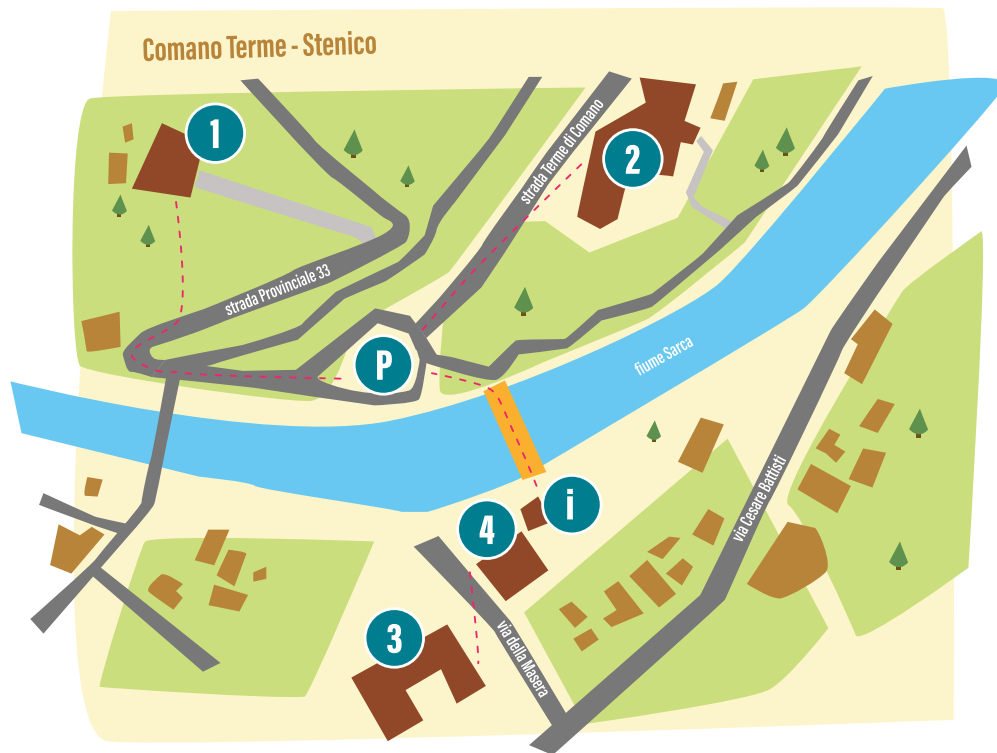 Comano Terme - Stenico
1
2
strada Terme di Comano
strada Provinciale 33
P
fiume Sarca
i
4
3
via Cesare Battisti
via della Masera